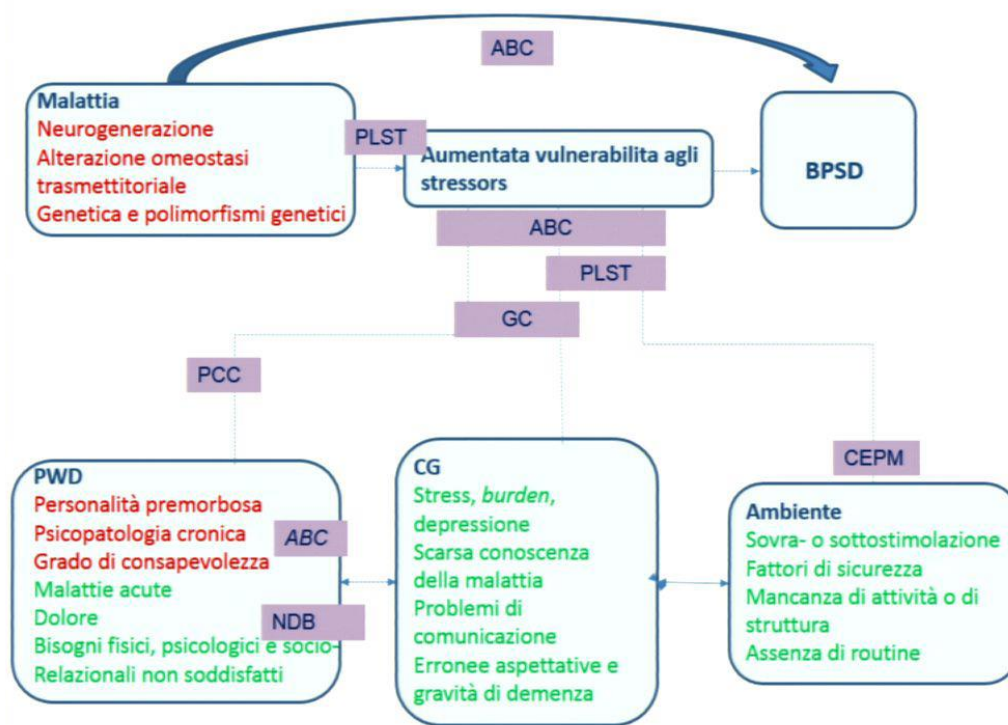 ABC
Malattia
Neurogenerazione
Alterazione omeostasi
trasmettitoriale
Genetica e polimorfismi genetici
PLST
Aumentata vulnerabilita agli
stressors
BPSD
ABC
PLST
GC
PCC
CEPM
PWD
Personalità premorbosa
Psicopatologia cronica
Grado di consapevolezza
Malattie acute
Dolore
Bisogni fisici, psicologici e socio-
Relazionali non soddisfatti
ABC
NDB
CG
Stress, burden,
depressione
Scarsa conoscenza
della malattia
Problemi di
comunicazione
Erronee aspettative e
gravità di demenza
Ambiente
Sovra- o sottostimolazione
Fattori di sicurezza
Mancanza di attività o di
struttura
Assenza di routine